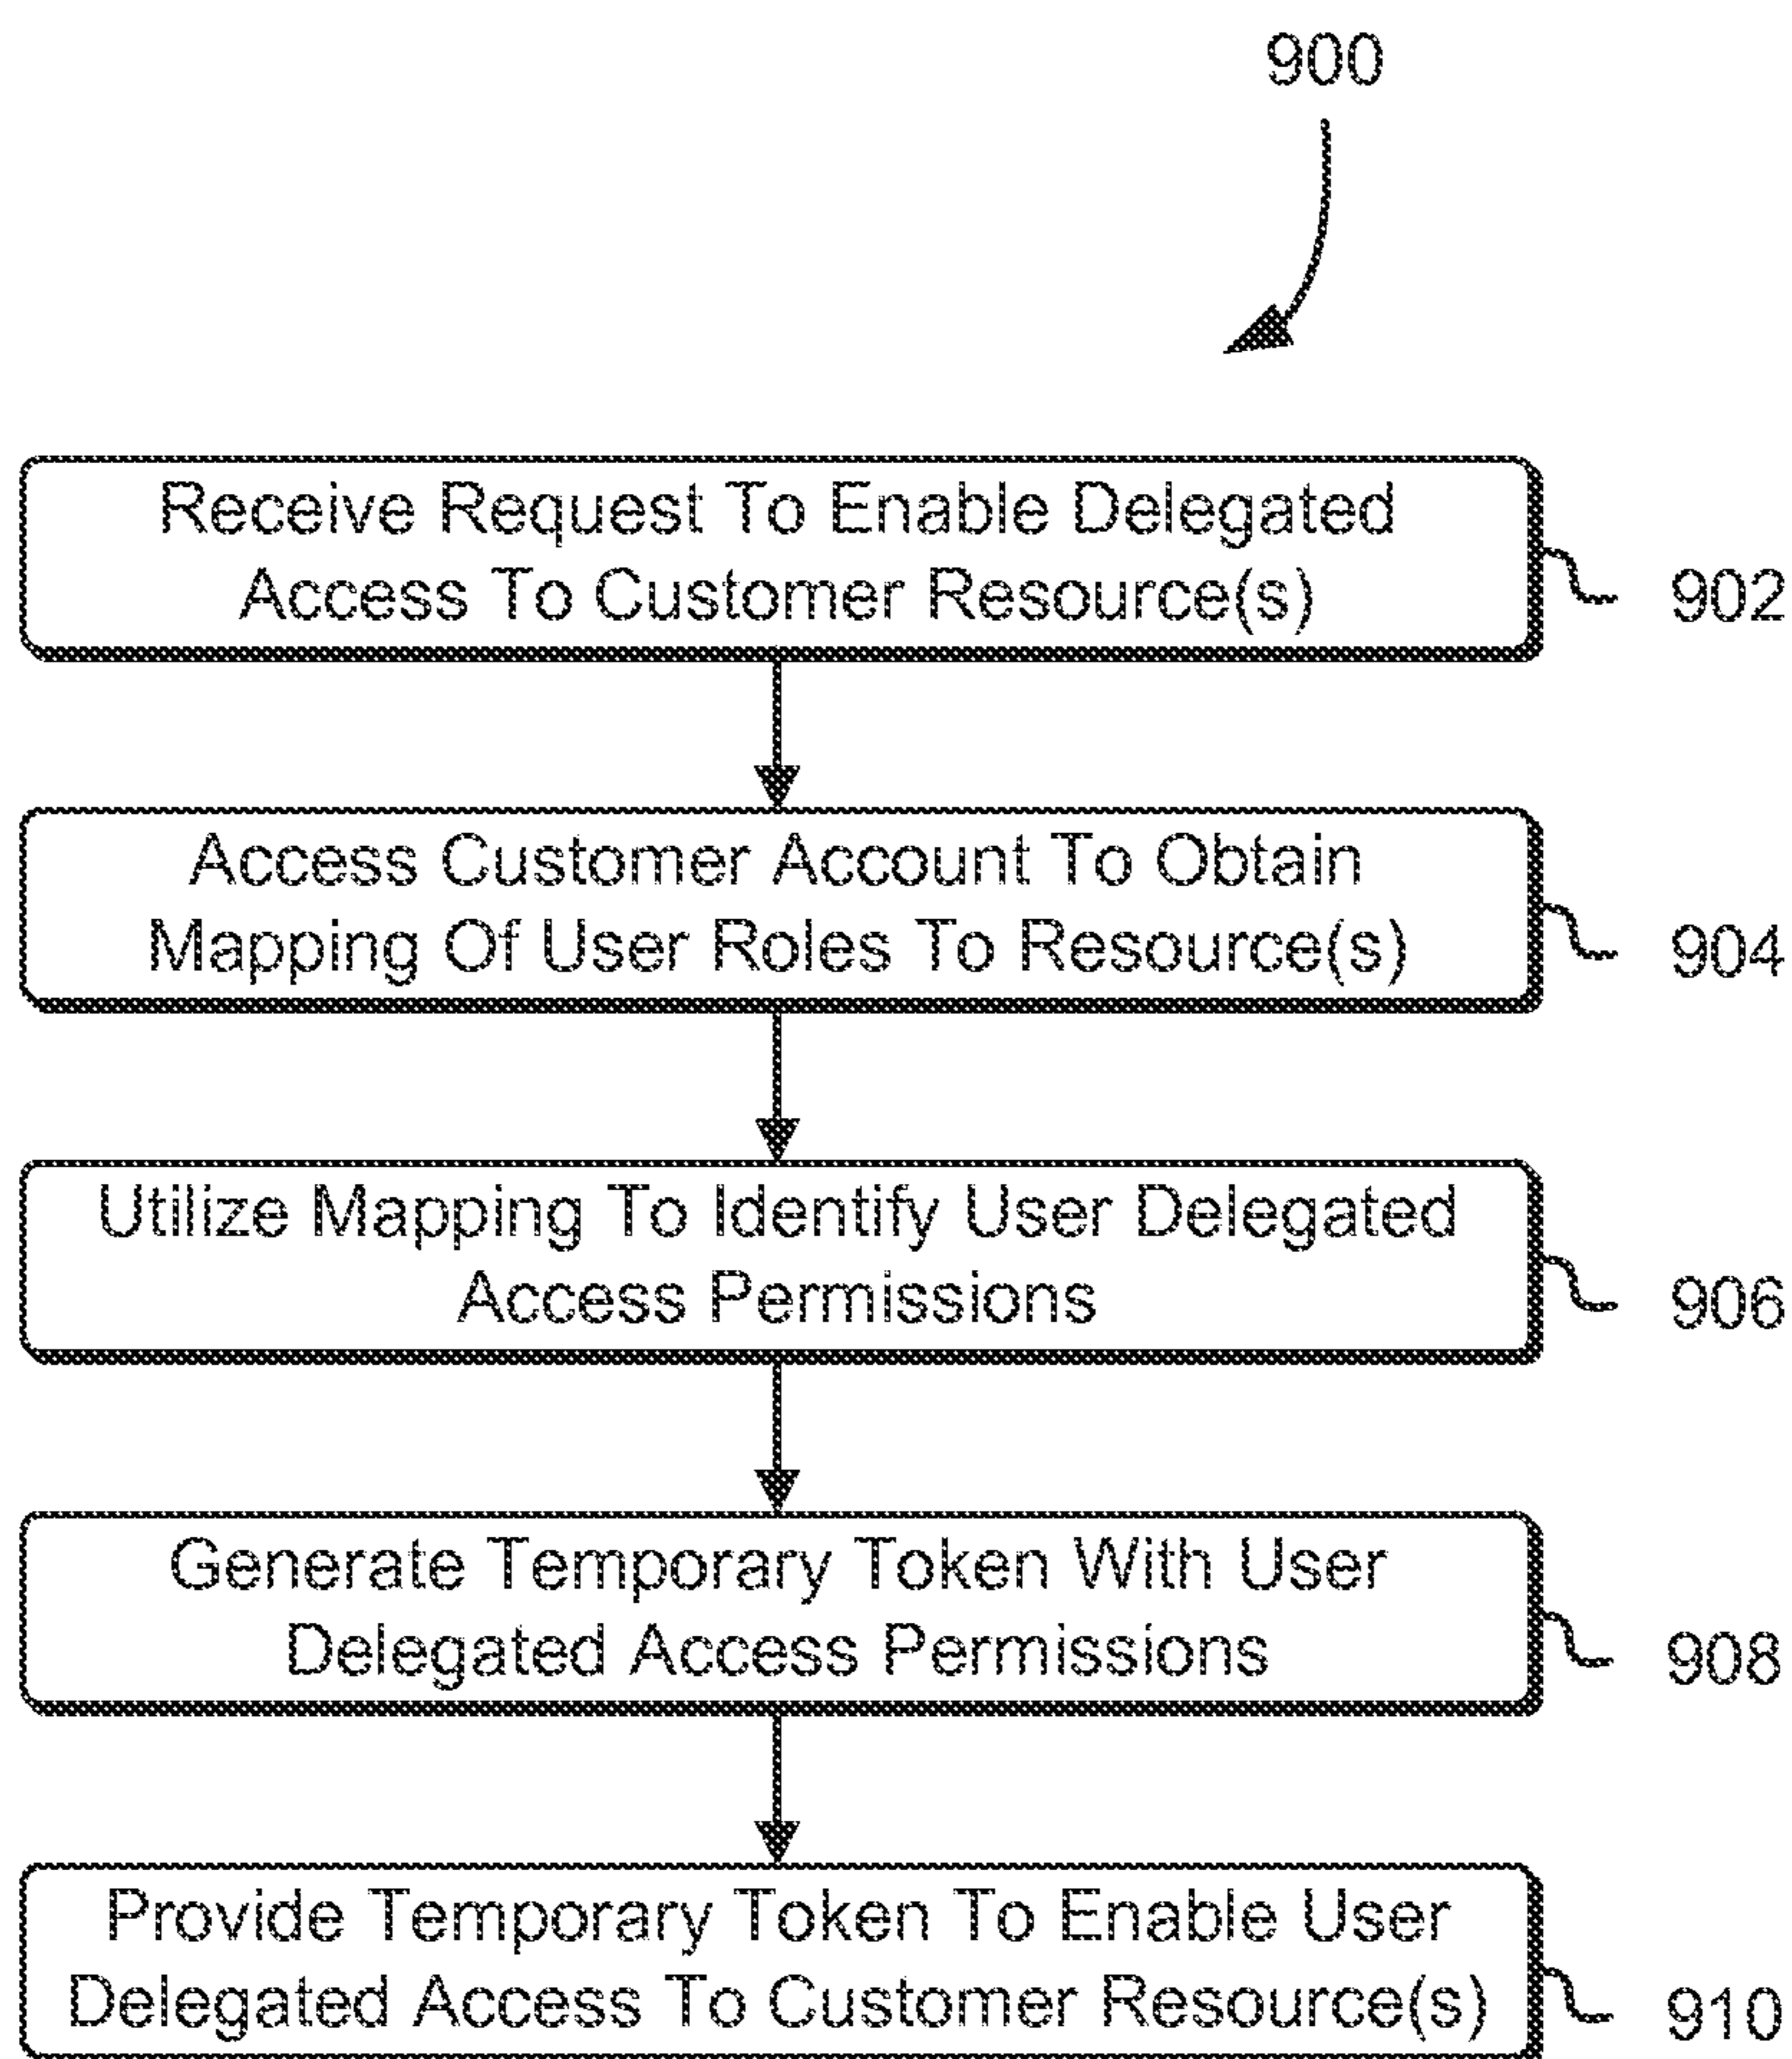 900
Receive Request To Enable Delegated
Access To Customer Resource(s)
902
Access Customer Account To Obtain
Mapping Of User Roles To Resource(s)
904
Utilize Mapping To Identify User Delegated
Access Permissions
906
Generate Temporary Token With User
Delegated Access Permissions
908
Provide Temporary Token To Enable User
Delegated Access To Customer Resource(s)
910